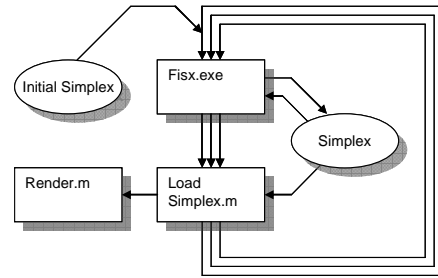 Fisx.exe
Initial Simplex
Simplex
Render.m
Load
Simplex.m